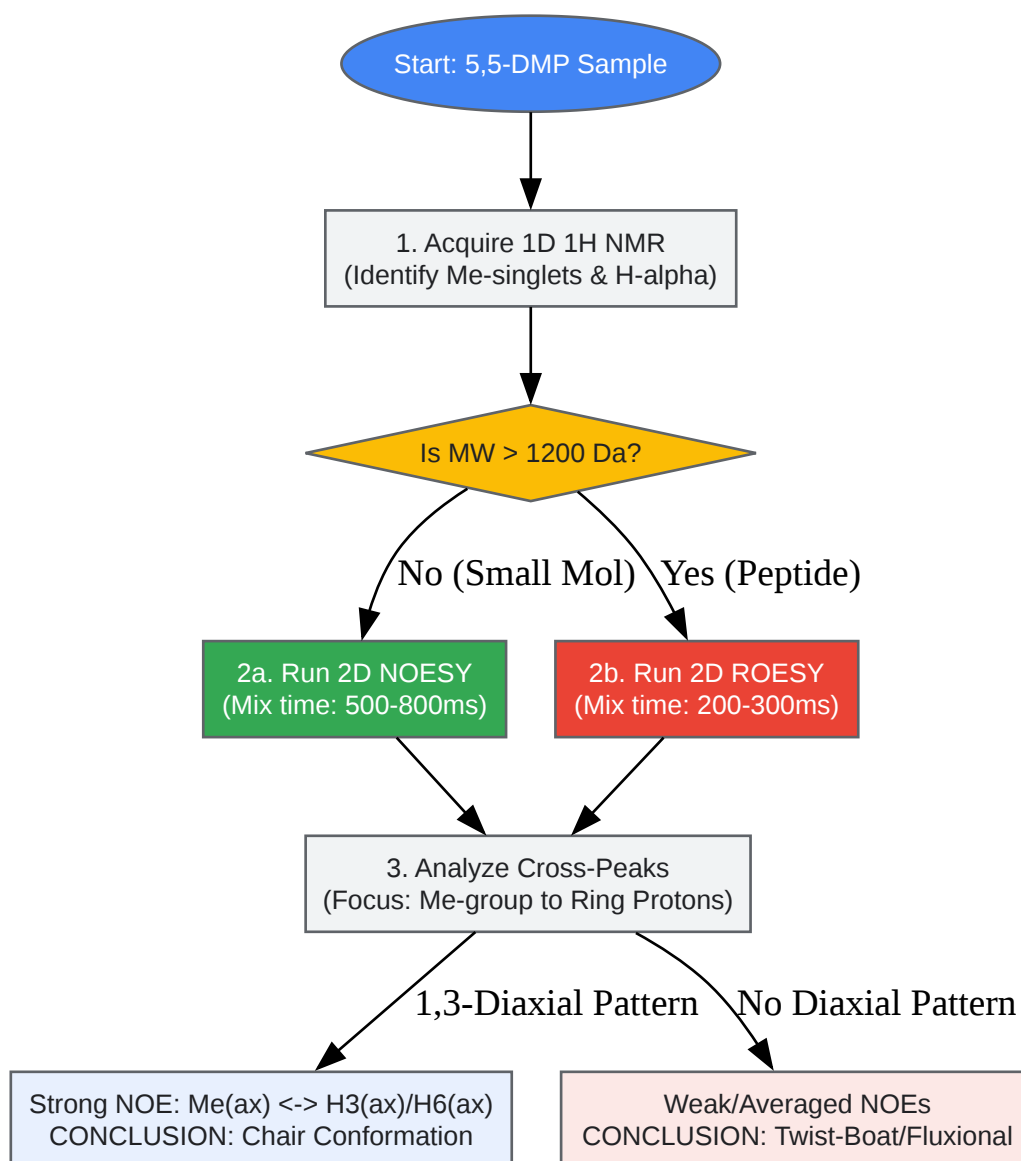 Start: 5,5-DMP Sample
1. Acquire 1D 1H NMR
(Identify Me-singlets & H-alpha)
Is MW > 1200 Da?
No (Small Mol)
Yes (Peptide)
2a. Run 2D NOESY
(Mix time: 500-800ms)
2b. Run 2D ROESY
(Mix time: 200-300ms)
3. Analyze Cross-Peaks
(Focus: Me-group to Ring Protons)
1,3-Diaxial Pattern
No Diaxial Pattern
Strong NOE: Me(ax) <-> H3(ax)/H6(ax)
CONCLUSION: Chair Conformation
Weak/Averaged NOEs
CONCLUSION: Twist-Boat/Fluxional